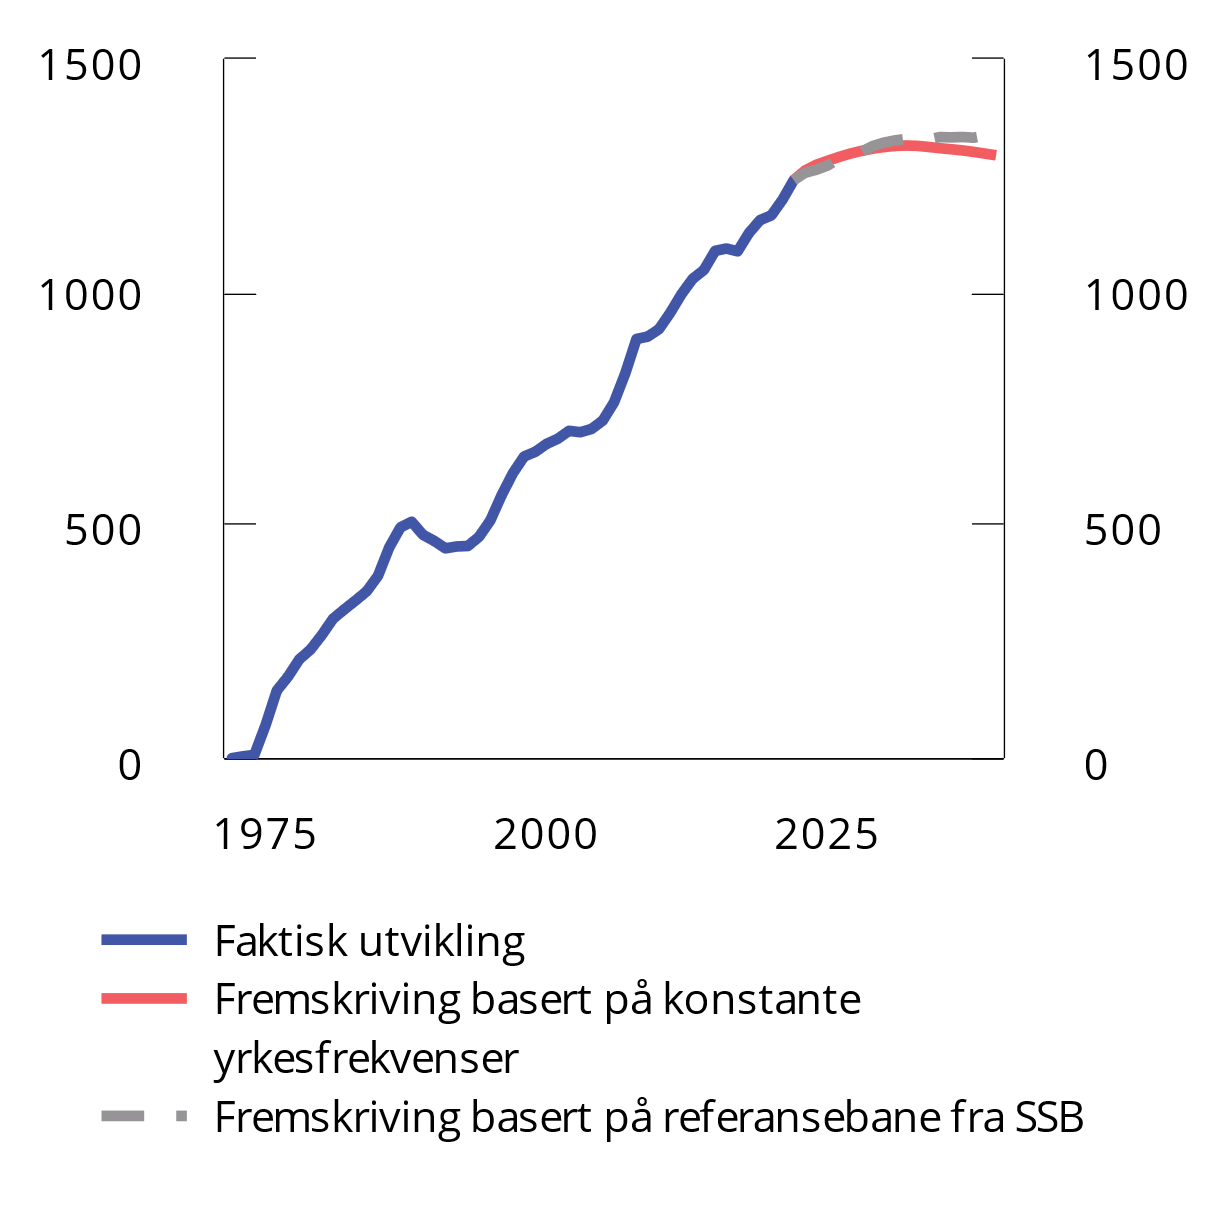 1500 1500
1000 1000
500 500
0 0
1975 2000 2025
Faktisk utvikling
Fremskriving basert på konstante
yrkesfrekvenser
Fremskriving basert på referansebane fra SSB